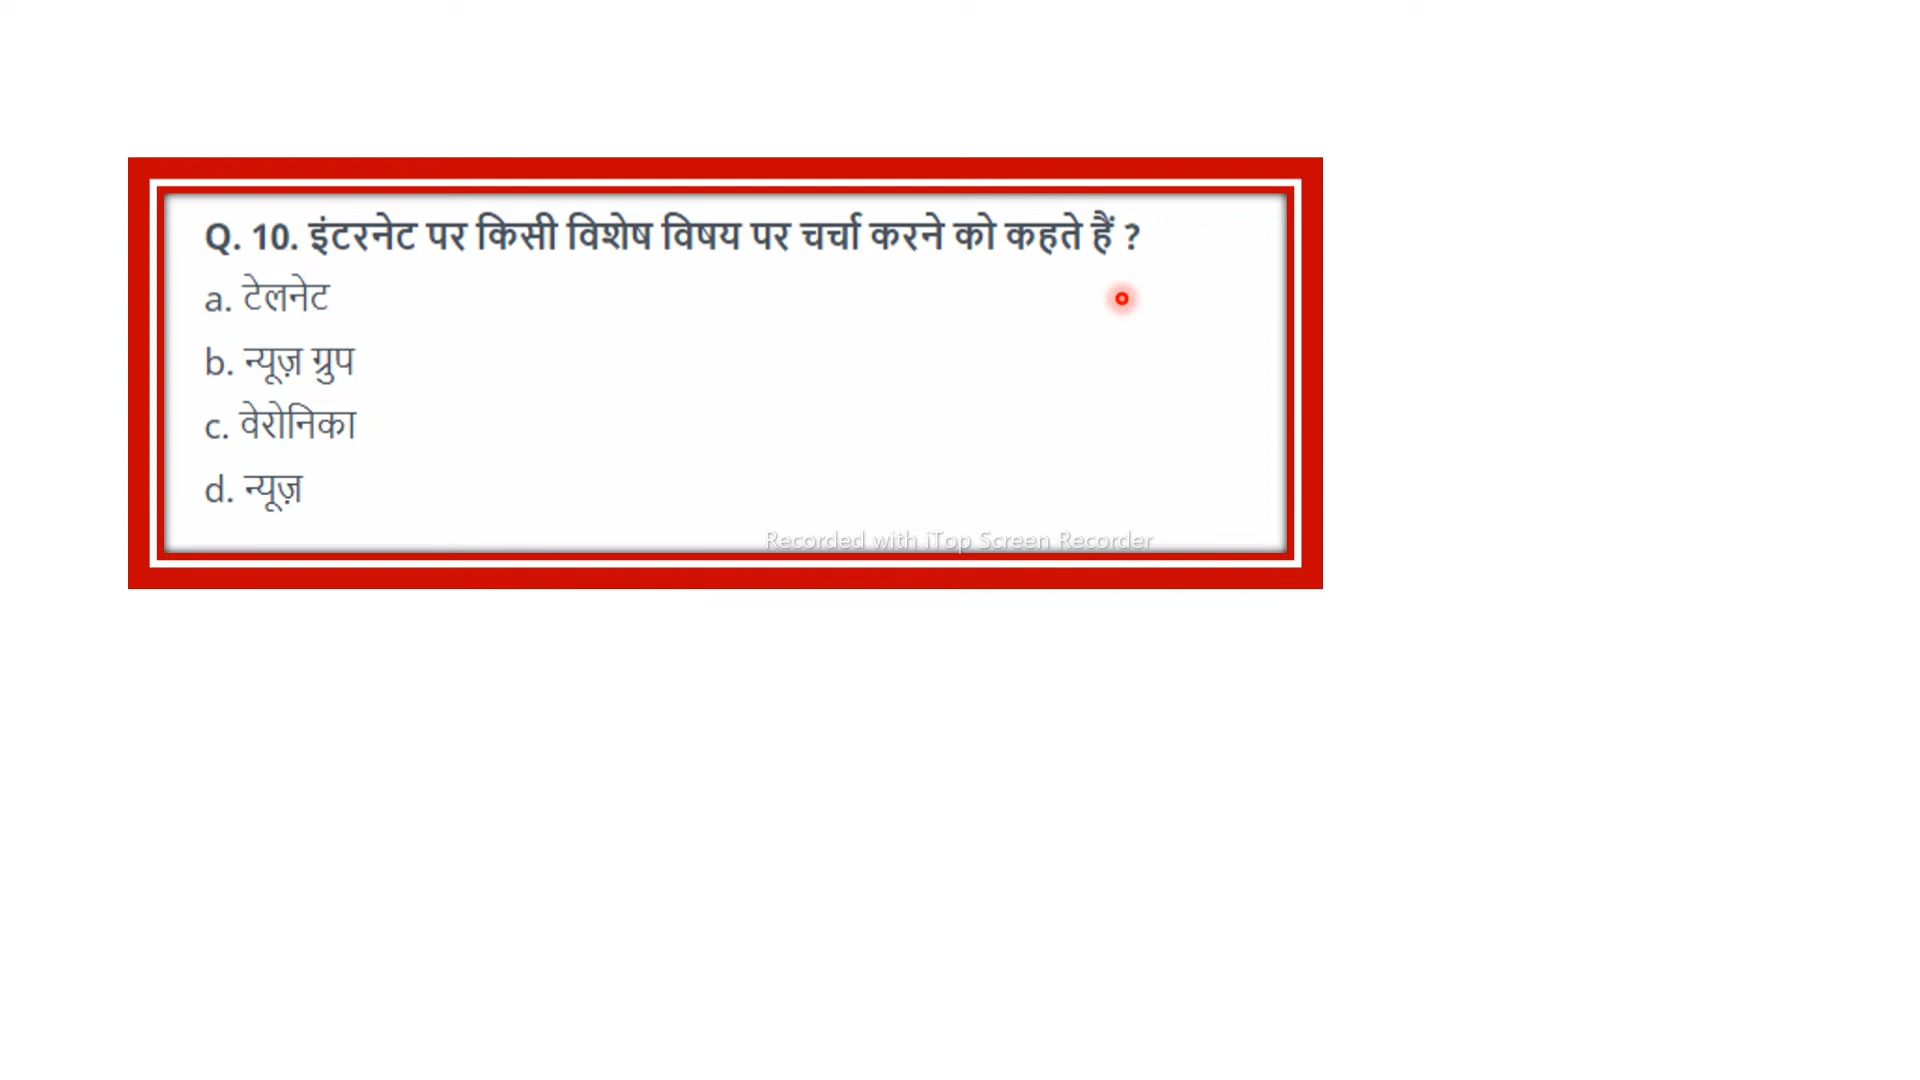 Q. 10. इंटरनेट पर किसी विशेष विषय पर चर्चा करने को कहते हैं ?
a. टेलनेट
b. न्यूज़ ग्रुप
c. वेरोनिका
d. न्यूज़
Recorded with iTop Screen Recorder